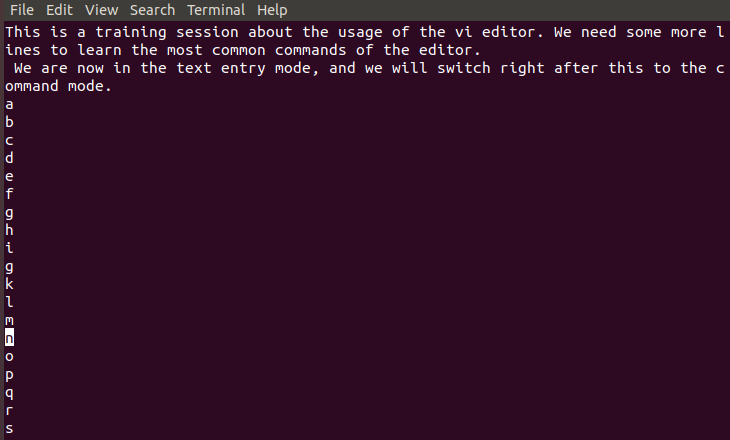 File Edit View Search Terminal Help
This is a training session about the usage of the vi editor. We need some more l
ines to learn the most common commands of the editor.
 We are now in the text entry mode, and we will switch right after this to the c
ommand mode.
a
b
c
d
e
f
g
h
i
g
k
l
m
n
o
p
q
r
s